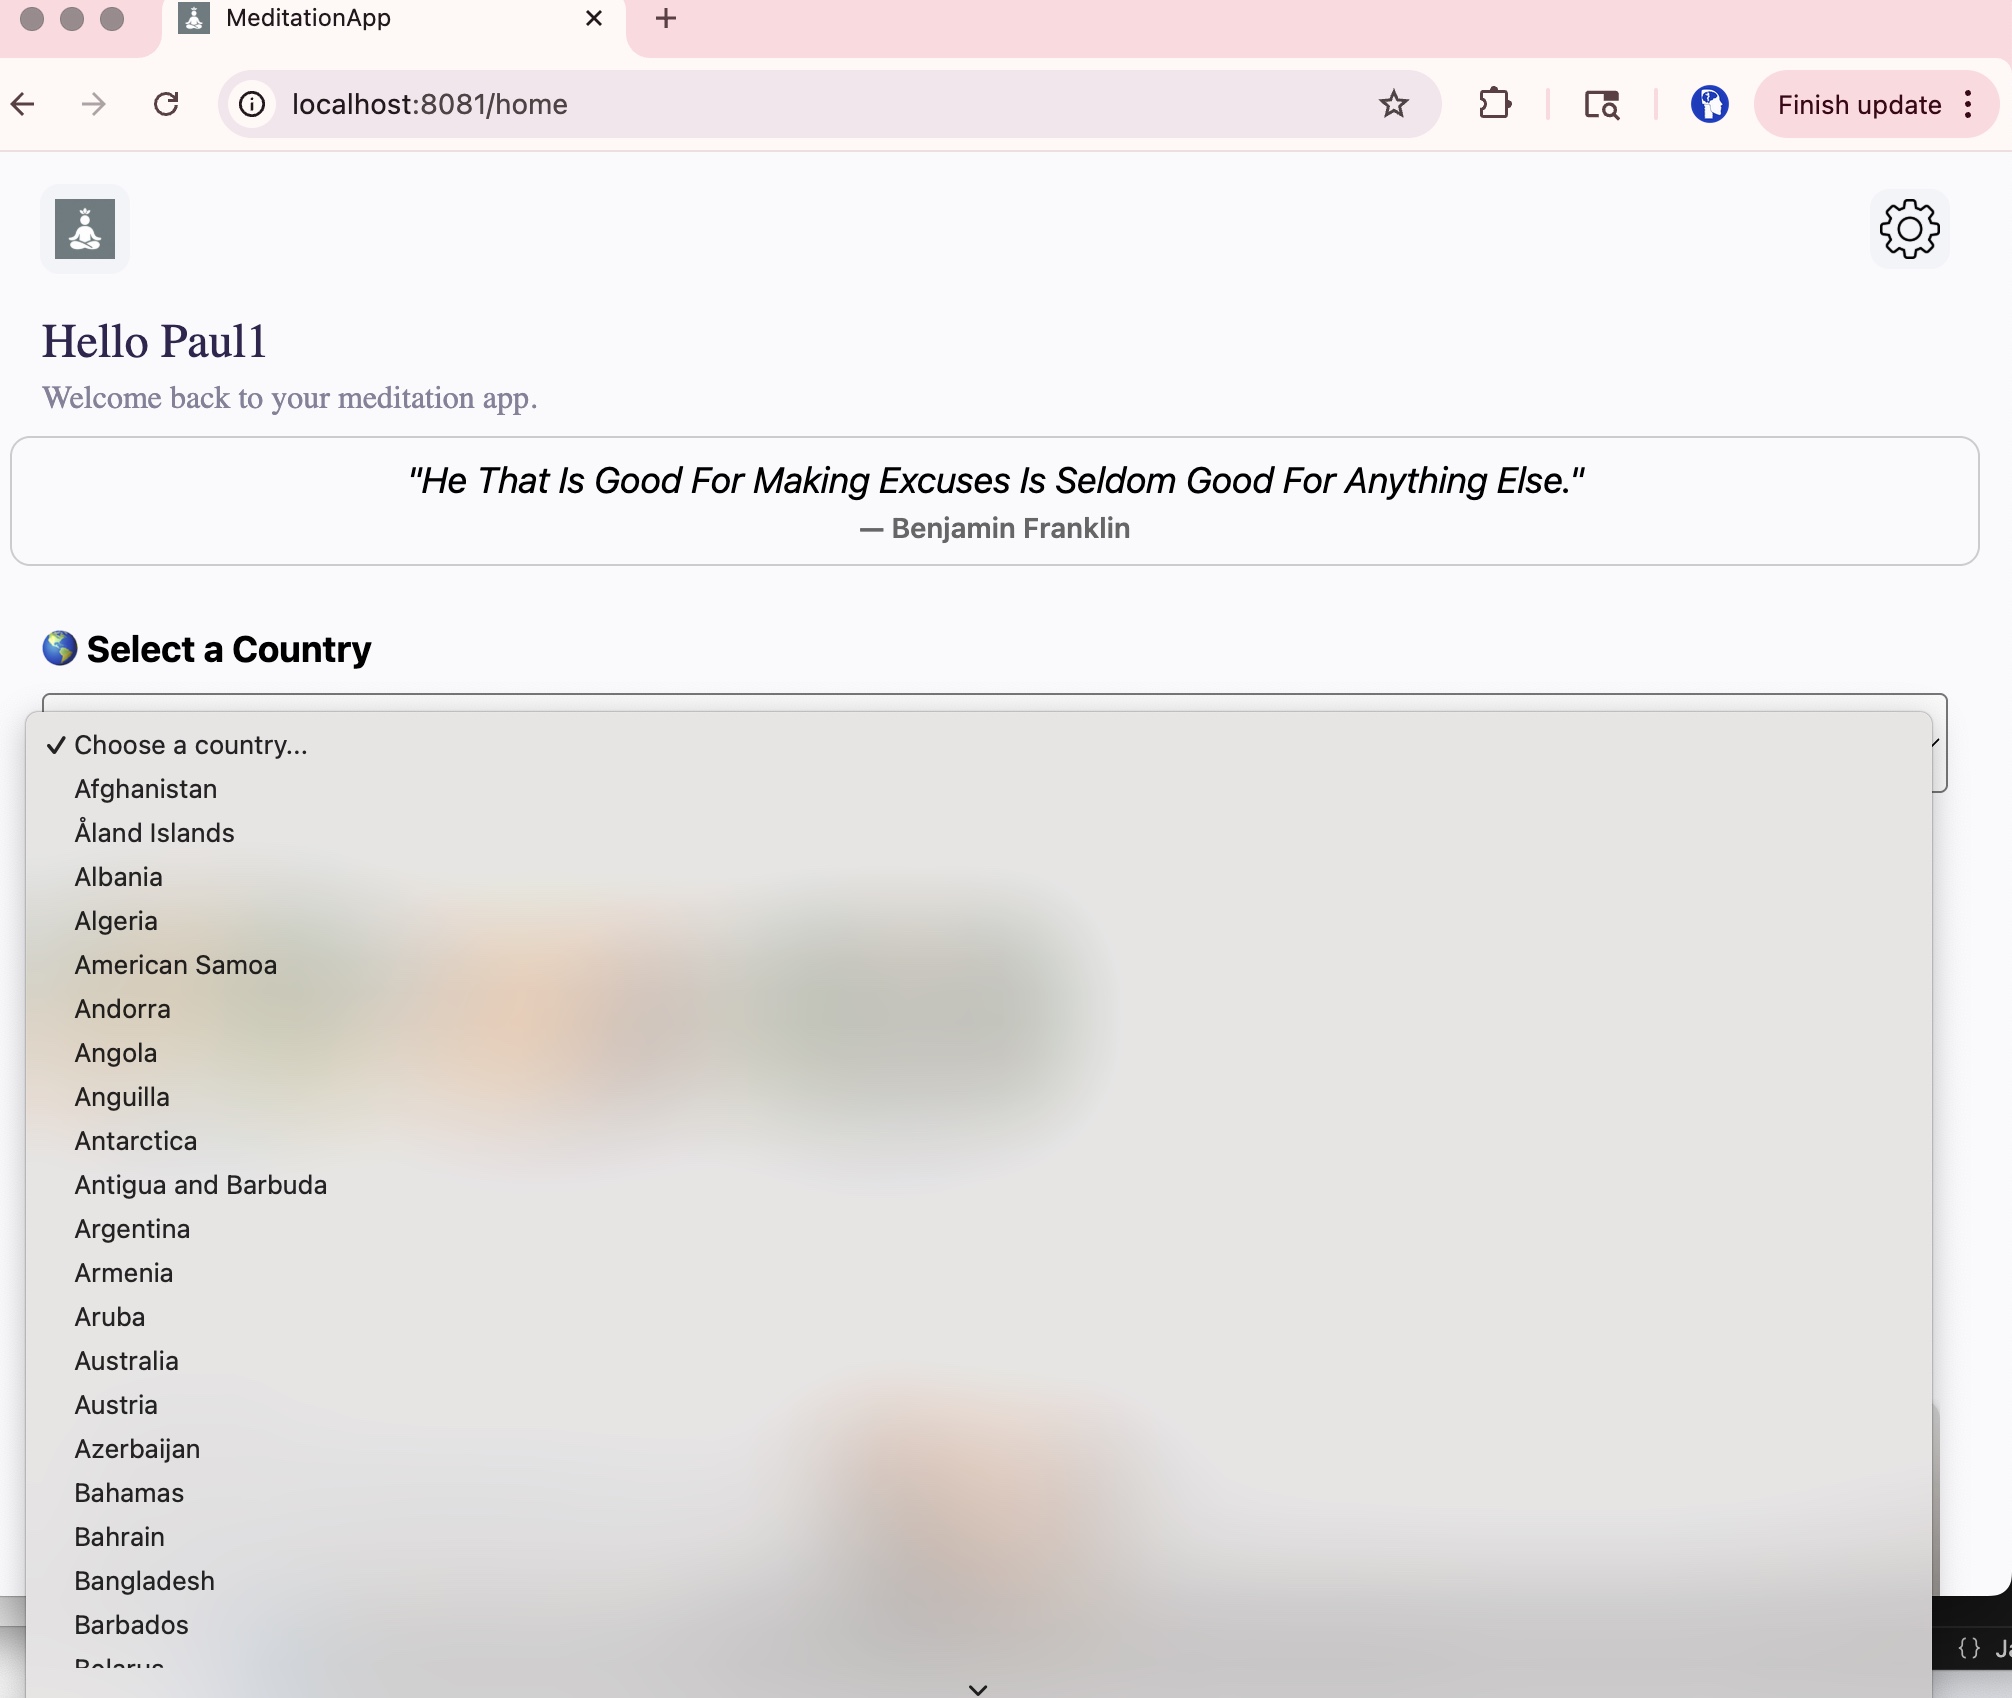 MeditationApp
localhost:8081/home
Finish update
Hello Paul1
Welcome back to your meditation app.
"He That Is Good For Making Excuses Is Seldom Good For Anything Else."
— Benjamin Franklin
Select a Country
✓ Choose a country...
Afghanistan
Åland Islands
Albania
Algeria
American Samoa
Andorra
Angola
Anguilla
Antarctica
Antigua and Barbuda
Argentina
Armenia
Aruba
Australia
Austria
Azerbaijan
Bahamas
Bahrain
Bangladesh
Barbados
Belarus
{}